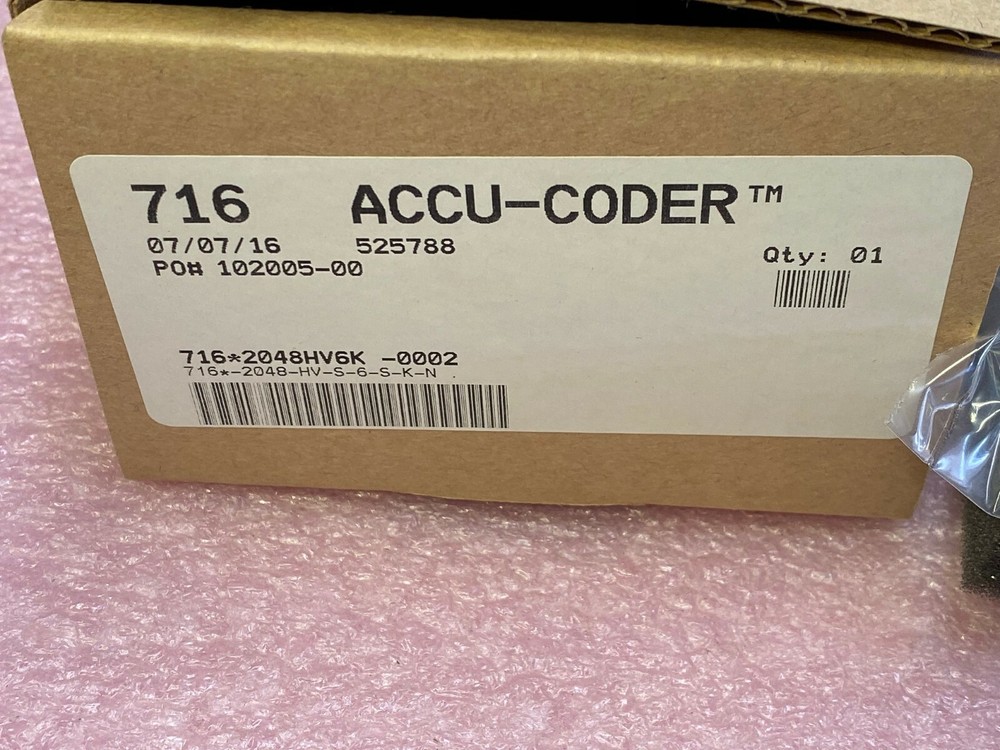 716 ACCU-CODER™
07/07/16 525788
PO# 102005-00
Qty: 01
716*2048HV6K -0002
716*-2048-HV-S-6-S-K-N .